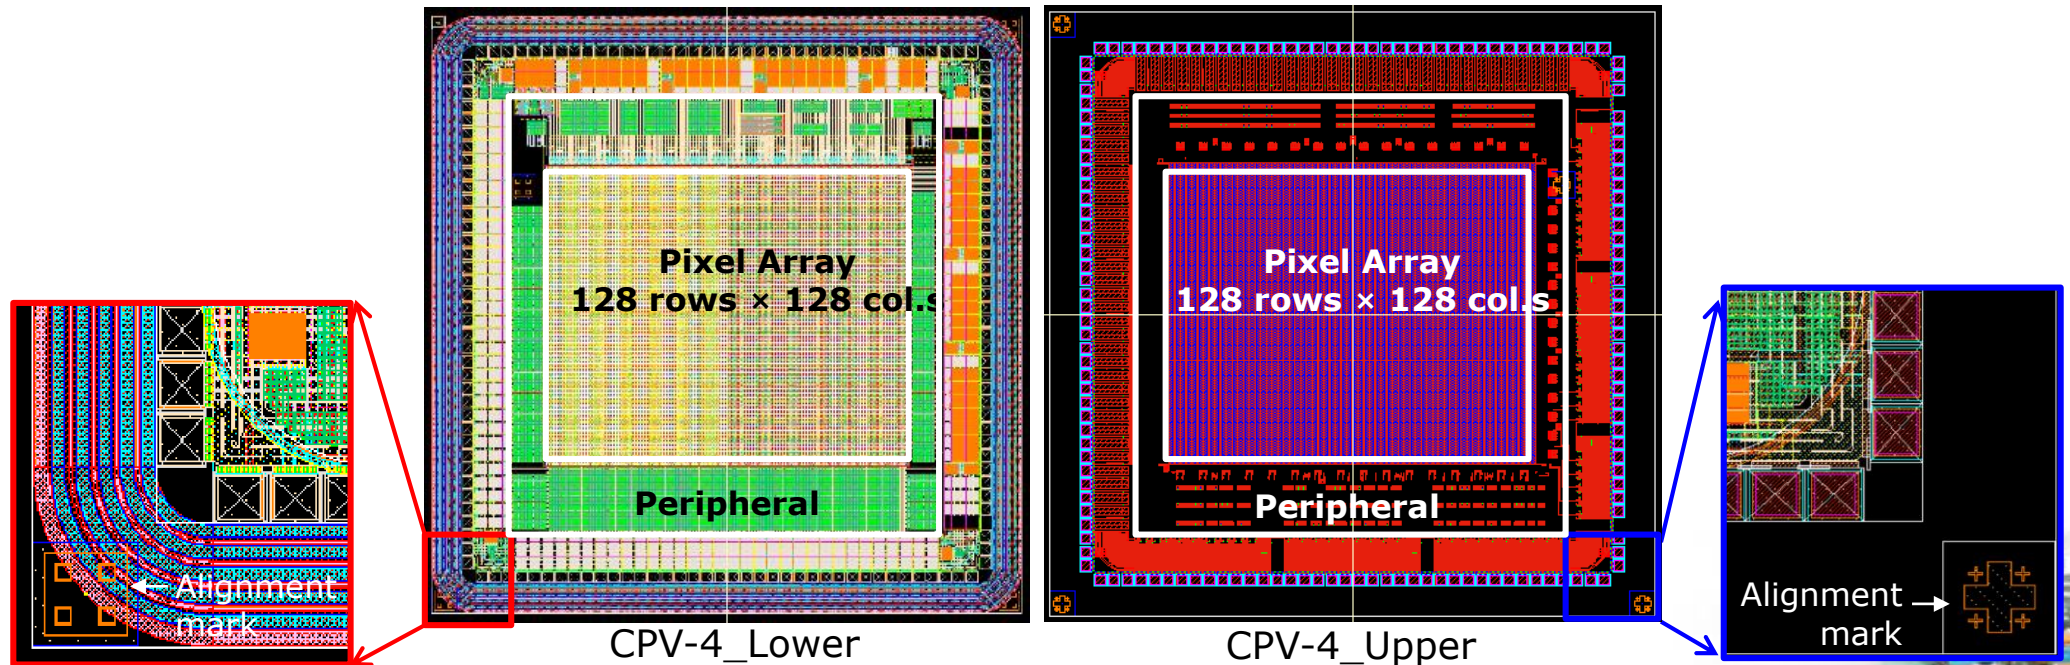 Pixel Array
128 rows × 128 col.s
Peripheral
Alignment
mark
CPV-4_Lower
Pixel Array
128 rows × 128 col.s
Peripheral
CPV-4_Upper
Alignment
mark